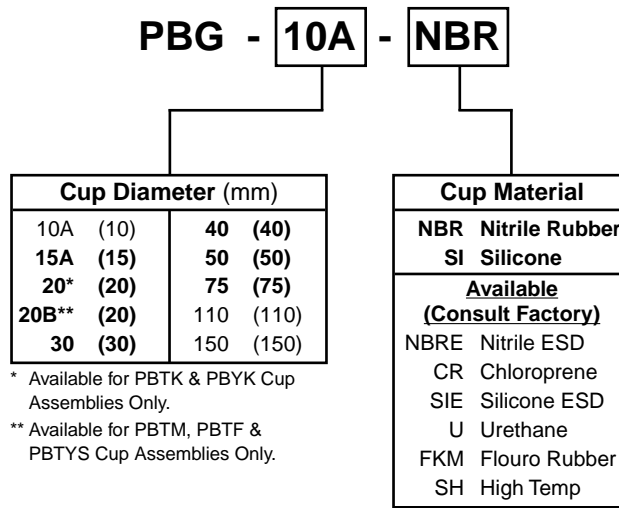 PBG - 10A - NBR
Cup Diameter (mm)
10A (10) 40 (40)
15A (15) 50 (50)
20* (20) 75 (75)
20B** (20) 110 (110)
30 (30) 150 (150)
* Available for PBTK & PBYK Cup
Assemblies Only.
** Available for PBTM, PBTF &
PBTYS Cup Assemblies Only.
Cup Material
NBR Nitrile Rubber
SI Silicone
Available
(Consult Factory)
NBRE Nitrile ESD
CR Chloroprene
SIE Silicone ESD
U Urethane
FKM Flouro Rubber
SH High Temp